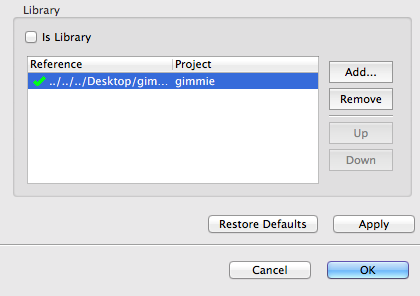 Library
Is Library
Reference Project
../../../Desktop/gim... gimmie
Add...
Remove
Up
Down
Restore Defaults Apply
Cancel OK